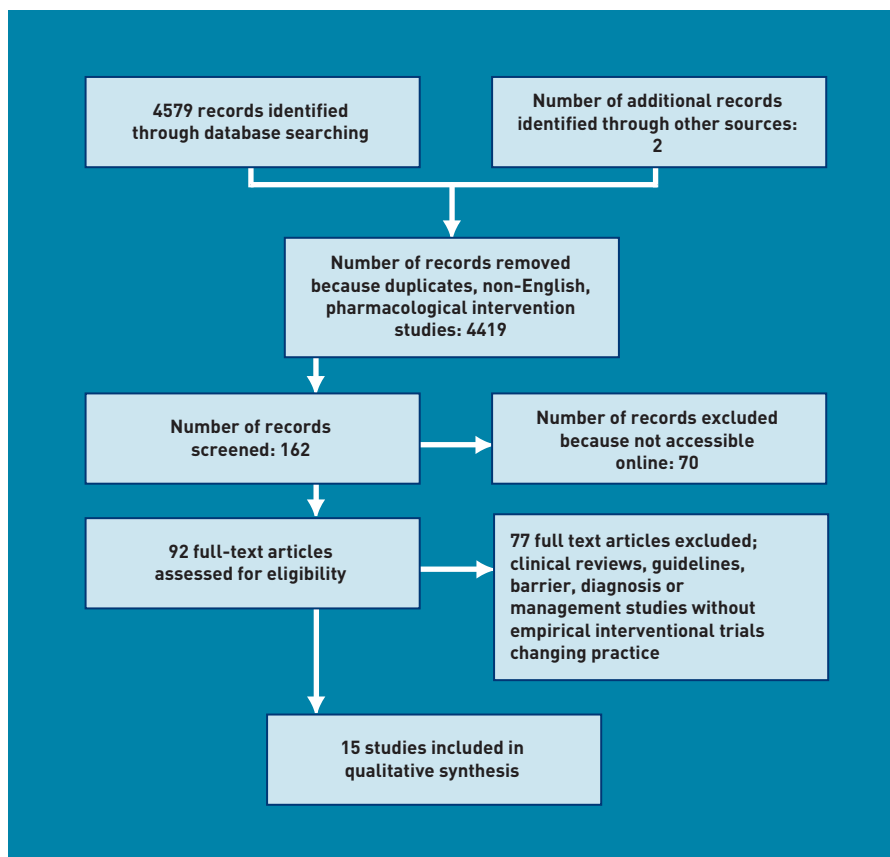 4579 records identified
through database searching
Number of additional records
identified through other sources:
2
Number of records removed
because duplicates, non-English,
pharmacological intervention
studies: 4419
Number of records
screened: 162
Number of records excluded
because not accessible
online: 70
92 full-text articles
assessed for eligibility
77 full text articles excluded;
clinical reviews, guidelines,
barrier, diagnosis or
management studies without
empirical interventional trials
changing practice
15 studies included in
qualitative synthesis